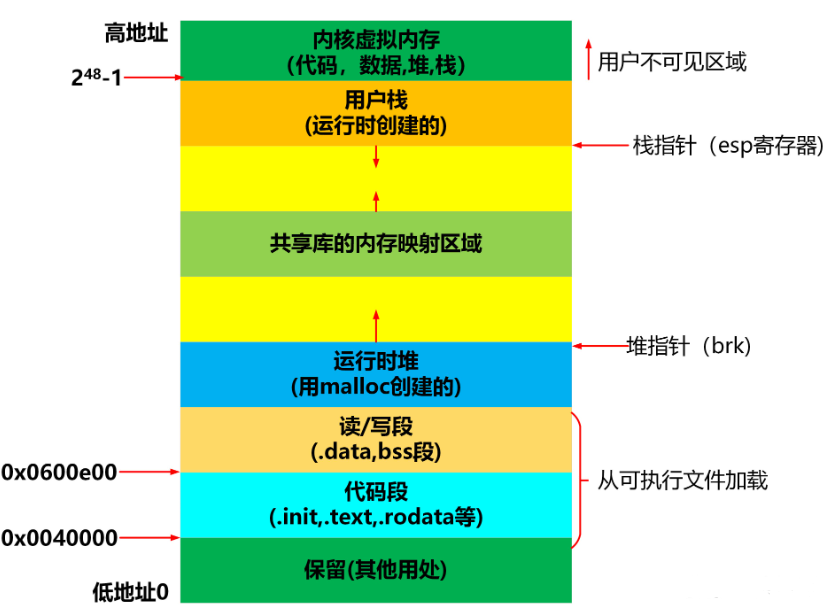 高地址
内核虚拟内存
(代码，数据,堆,栈)
2⁴⁸-1
用户不可见区域
用户栈
(运行时创建的)
栈指针（esp寄存器)
共享库的内存映射区域
堆指针（brk)
运行时堆
(用malloc创建的)
读/写段
(.data,bss段)
0x0600e00
从可执行文件加载
代码段
(.init,.text,.rodata等)
0x0040000
保留(其他用处)
低地址0